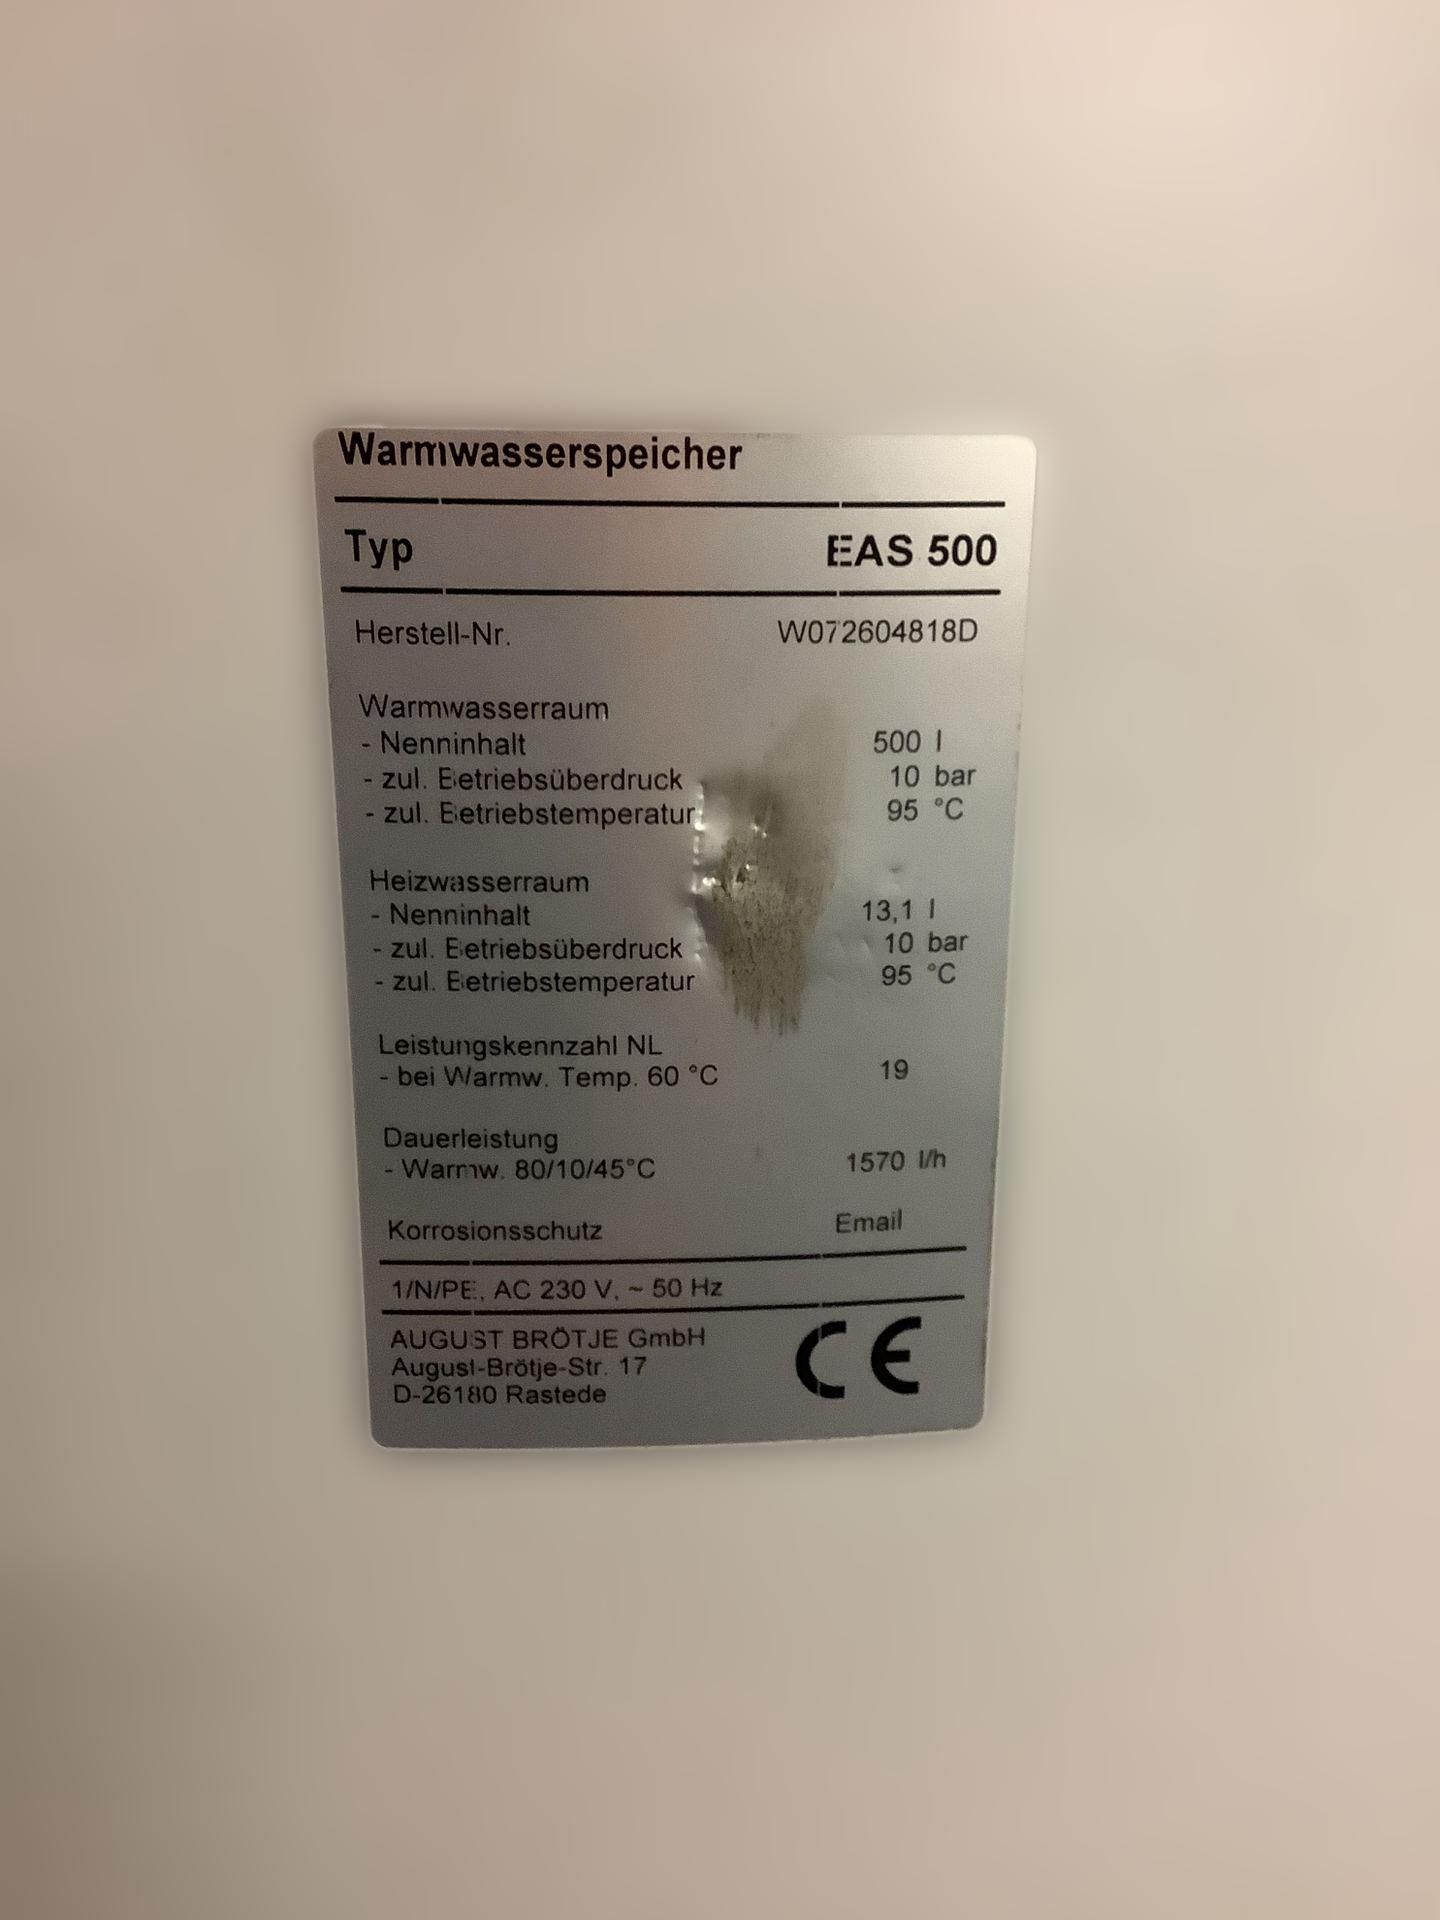 Warmwasserspeicher
Typ EAS 500
Herstell-Nr. W072604818D
Warmwasserraum
- Nenninhalt 500 l
- zul. Betriebsüberdruck 10 bar
- zul. Betriebstemperatur 95 °C
Heizwasserraum
- Nenninhalt 13,1 l
- zul. Betriebsüberdruck 10 bar
- zul. Betriebstemperatur 95 °C
Leistungskennzahl NL
- bei Warmw. Temp. 60 °C 19
Dauerleistung
- Warmw. 80/10/45°C 1570 l/h
Korrosionsschutz Email
1/N/PE, AC 230 V, ~ 50 Hz
AUGUST BRÖTJE GmbH
August-Brötje-Str. 17
D-26180 Rastede
CE